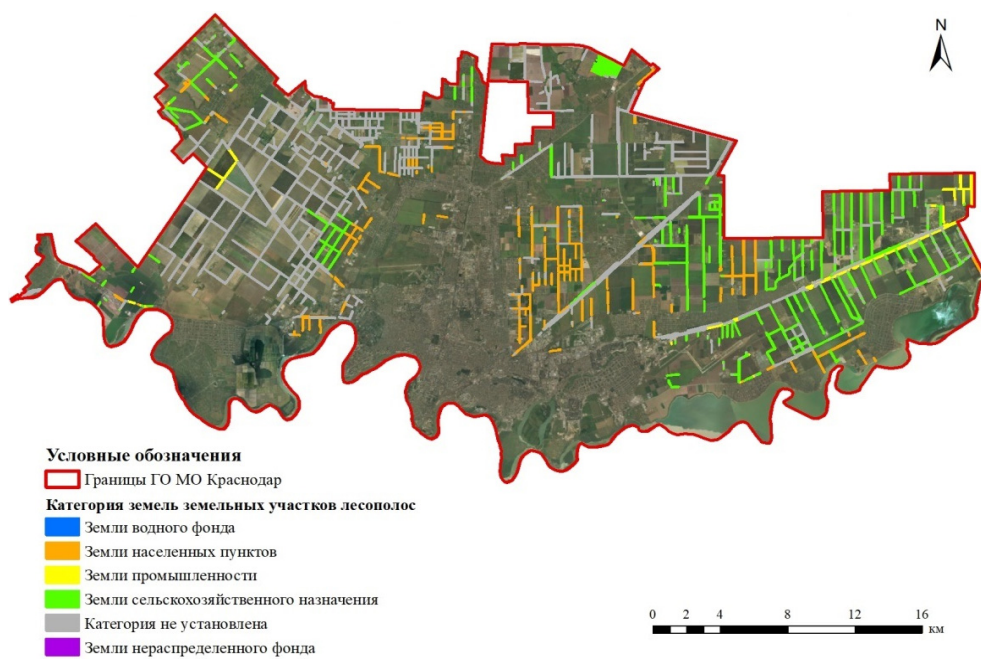 N
Условные обозначения
Границы ГО МО Краснодар
Категория земель земельных участков лесополос
Земли водного фонда
Земли населенных пунктов
Земли промышленности
Земли сельскохозяйственного назначения
Категория не установлена
Земли нераспределенного фонда
0 2 4 8 12 16
км